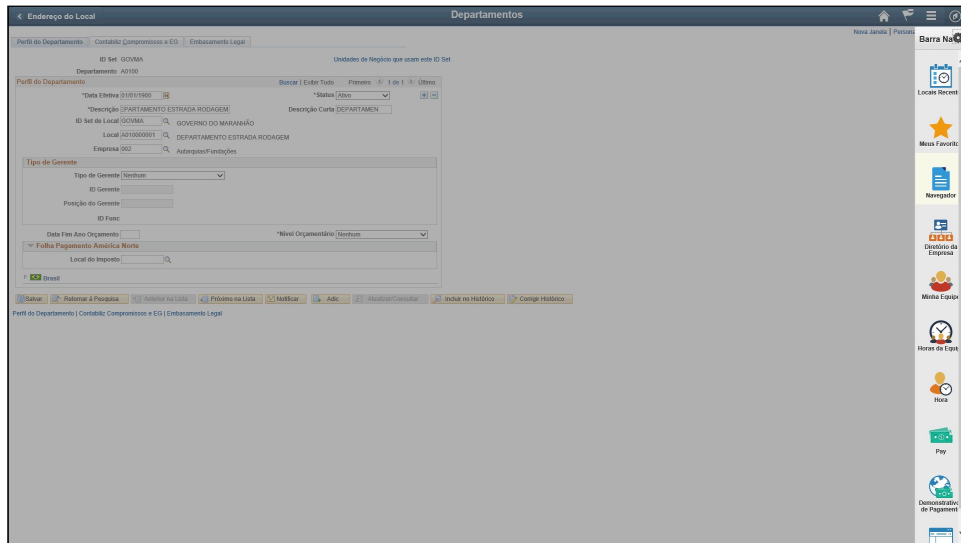 Endereço do Local
Departamentos
Nova Janela | Persona
Perfil do Departamento Contabiliz Compromissos e EG Embasamento Legal
ID Set GOVMA Unidades de Negócio que usam este ID Set
Departamento A0100
Perfil do Departamento Buscar | Exibir Tudo Primeiro 1 de 1 Último
*Data Efetiva 01/01/1900 *Status Ativo
*Descrição EPARTAMENTO ESTRADA RODAGEM Descrição Curta DEPARTAMEN
ID Set de Local GOVMA GOVERNO DO MARANHÃO
Local A010000001 DEPARTAMENTO ESTRADA RODAGEM
Empresa 002 Autarquias/Fundações
Tipo de Gerente
Tipo de Gerente Nenhum
ID Gerente
Posição do Gerente
ID Func
Data Fim Ano Orçamento *Nível Orçamentário Nenhum
Folha Pagamento América Norte
Local do Imposto
Brasil
Salvar Retornar à Pesquisa Anterior na Lista Próximo na Lista Notificar Adic Atualizar/Consultar Incluir no Histórico Corrigir Histórico
Perfil do Departamento | Contabiliz Compromissos e EG | Embasamento Legal
Barra Na
Locais Recent
Meus Favorito
Navegador
Diretório da
Empresa
Minha Equipe
Horas da Equip
Hora
Pay
Demonstrativo
de Pagament